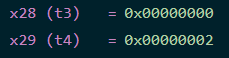 x28 (t3)   = 0x00000000
x29 (t4)   = 0x00000002